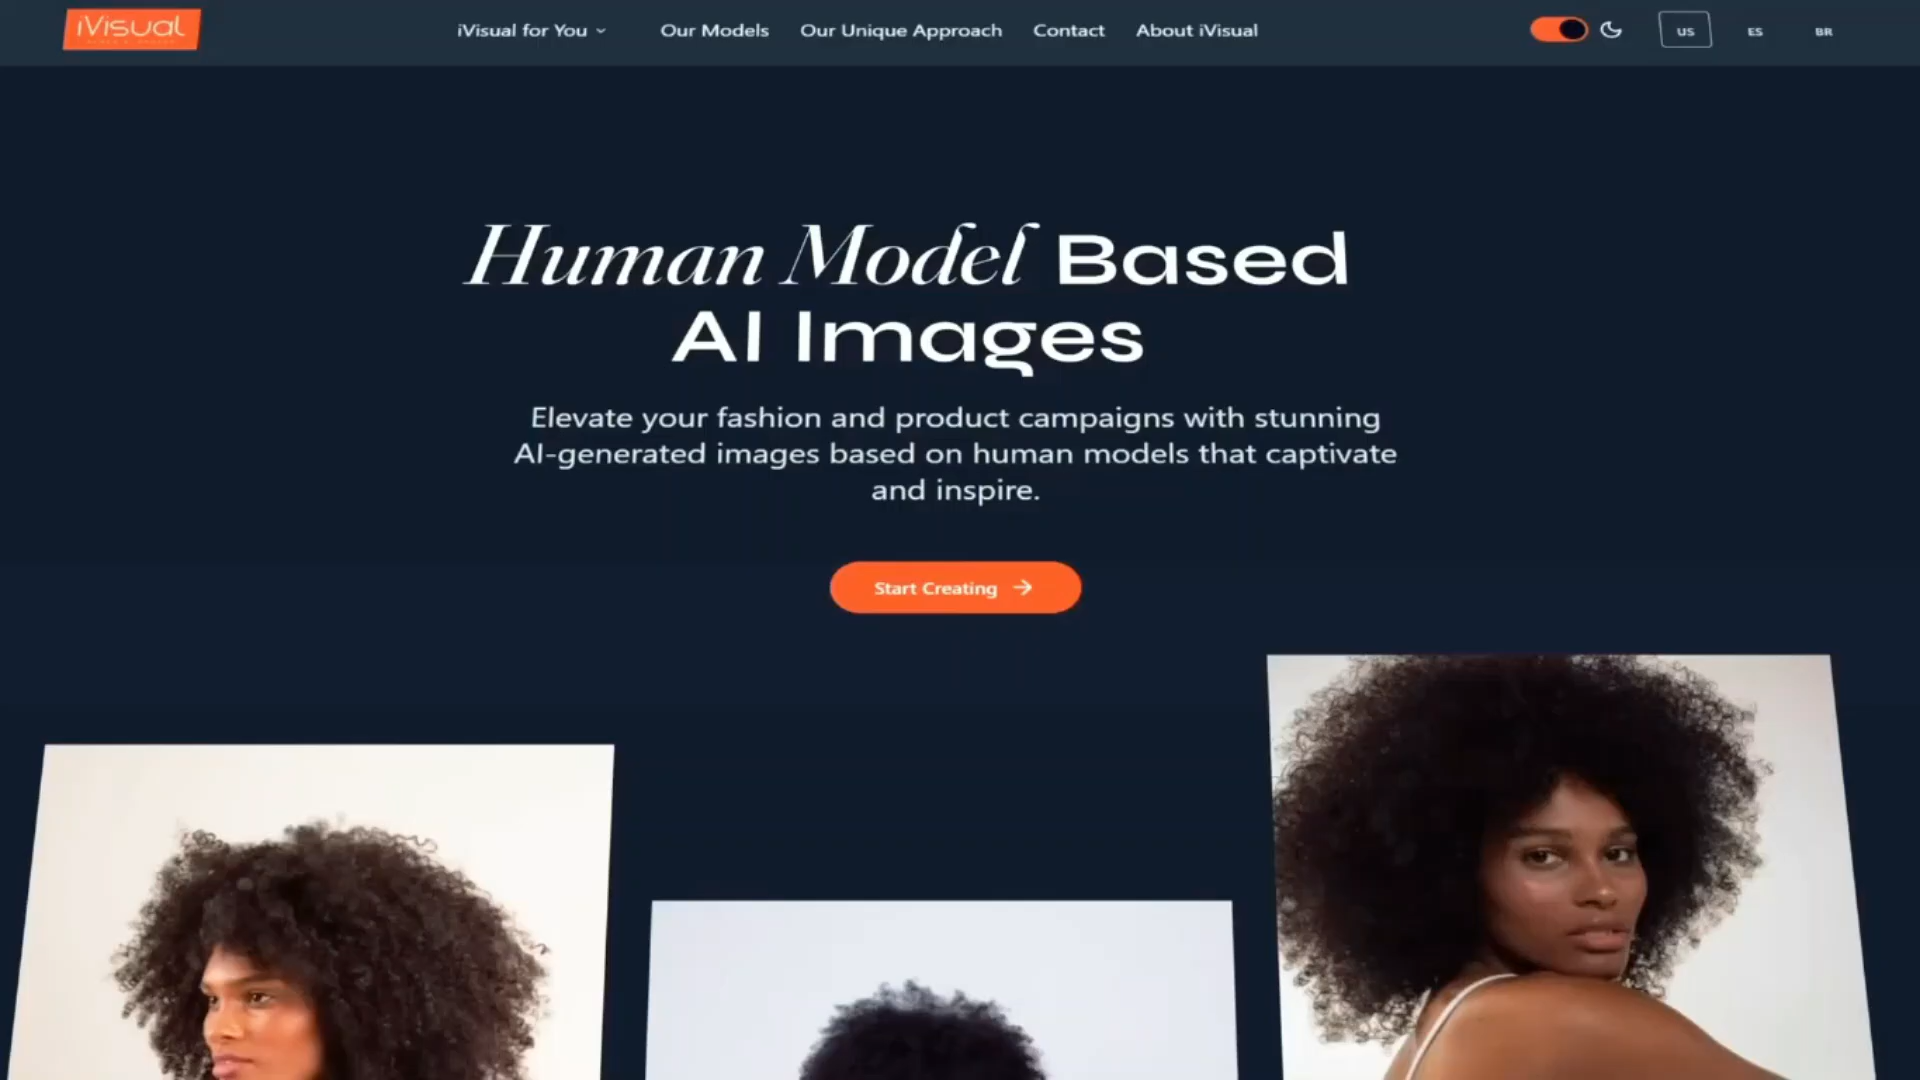 iVisual
iVisual for You
Our Models
Our Unique Approach
Contact
About iVisual
US
ES
BR
Human Model Based
AI Images
Elevate your fashion and product campaigns with stunning
AI-generated images based on human models that captivate
and inspire.
Start Creating